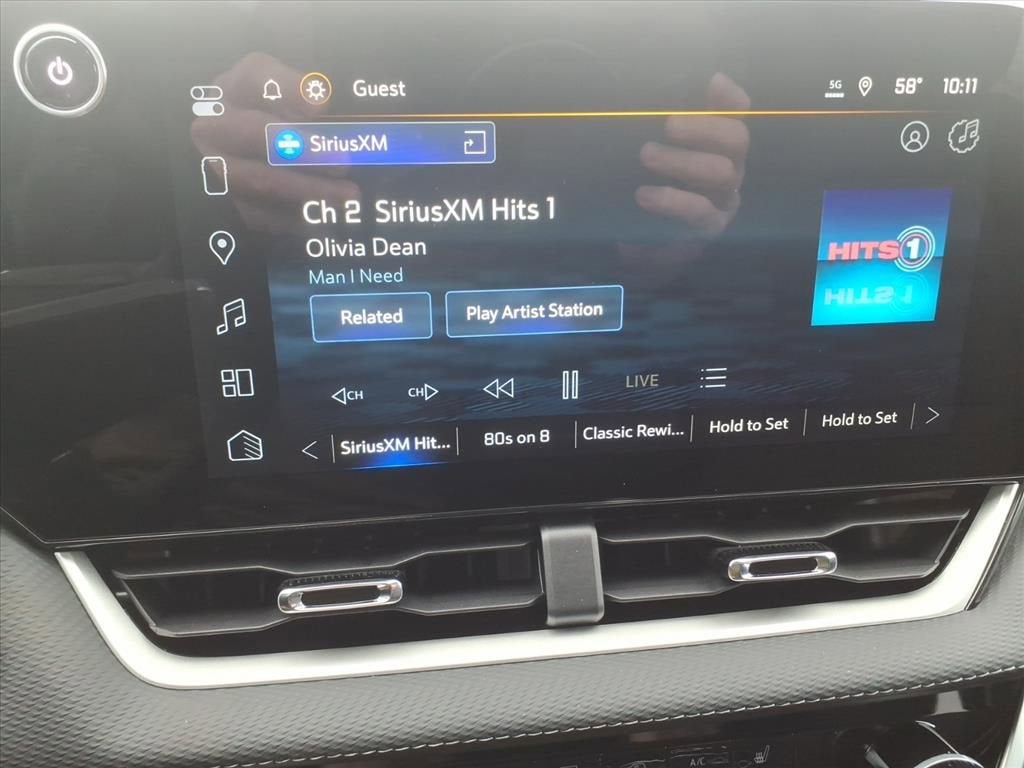 Guest
5G 58° 10:11
SiriusXM
Ch 2 SiriusXM Hits 1
Olivia Dean
Man I Need
Related Play Artist Station
HITS 1
CH CH LIVE
SiriusXM Hit... 80s on 8 Classic Rewi... Hold to Set Hold to Set
A/C